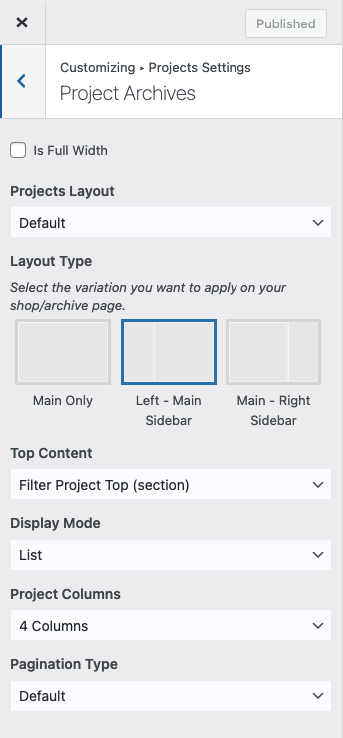 Published
Customizing ▸ Projects Settings
Project Archives
Is Full Width
Projects Layout
Default
Layout Type
Select the variation you want to apply on your
shop/archive page.
Main Only
Left - Main
Sidebar
Main - Right
Sidebar
Top Content
Filter Project Top (section)
Display Mode
List
Project Columns
4 Columns
Pagination Type
Default